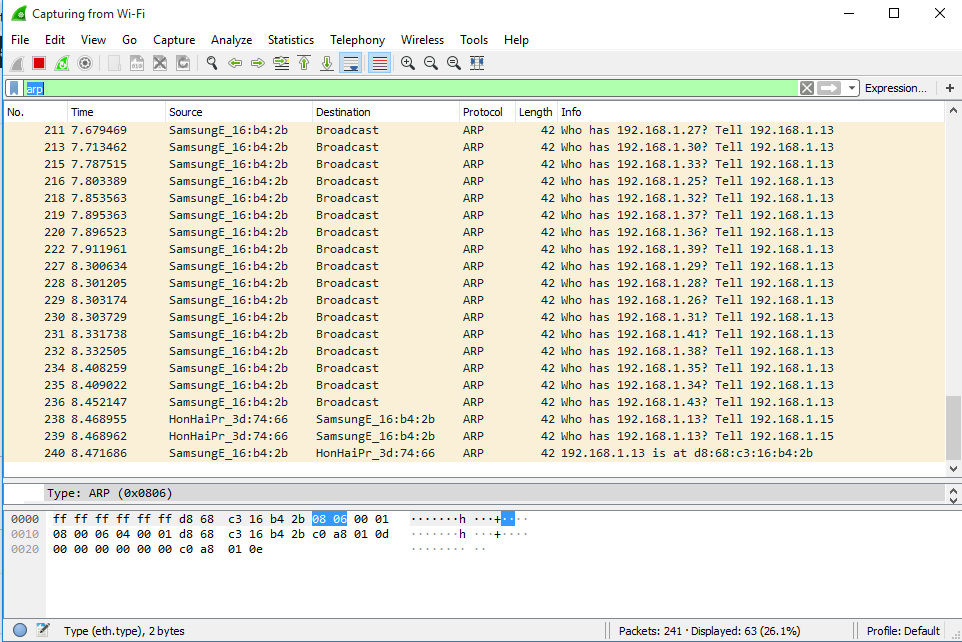 Capturing from Wi-Fi
File Edit View Go Capture Analyze Statistics Telephony Wireless Tools Help
arp Expression... +
No. Time Source Destination Protocol Length Info
211 7.679469 SamsungE_16:b4:2b Broadcast ARP 42 Who has 192.168.1.27? Tell 192.168.1.13
213 7.713462 SamsungE_16:b4:2b Broadcast ARP 42 Who has 192.168.1.30? Tell 192.168.1.13
215 7.787515 SamsungE_16:b4:2b Broadcast ARP 42 Who has 192.168.1.33? Tell 192.168.1.13
216 7.803389 SamsungE_16:b4:2b Broadcast ARP 42 Who has 192.168.1.25? Tell 192.168.1.13
218 7.853563 SamsungE_16:b4:2b Broadcast ARP 42 Who has 192.168.1.32? Tell 192.168.1.13
219 7.895363 SamsungE_16:b4:2b Broadcast ARP 42 Who has 192.168.1.37? Tell 192.168.1.13
220 7.896523 SamsungE_16:b4:2b Broadcast ARP 42 Who has 192.168.1.36? Tell 192.168.1.13
222 7.911961 SamsungE_16:b4:2b Broadcast ARP 42 Who has 192.168.1.39? Tell 192.168.1.13
227 8.300634 SamsungE_16:b4:2b Broadcast ARP 42 Who has 192.168.1.29? Tell 192.168.1.13
228 8.301205 SamsungE_16:b4:2b Broadcast ARP 42 Who has 192.168.1.28? Tell 192.168.1.13
229 8.303174 SamsungE_16:b4:2b Broadcast ARP 42 Who has 192.168.1.26? Tell 192.168.1.13
230 8.303729 SamsungE_16:b4:2b Broadcast ARP 42 Who has 192.168.1.31? Tell 192.168.1.13
231 8.331738 SamsungE_16:b4:2b Broadcast ARP 42 Who has 192.168.1.41? Tell 192.168.1.13
232 8.332505 SamsungE_16:b4:2b Broadcast ARP 42 Who has 192.168.1.38? Tell 192.168.1.13
234 8.408259 SamsungE_16:b4:2b Broadcast ARP 42 Who has 192.168.1.35? Tell 192.168.1.13
235 8.409022 SamsungE_16:b4:2b Broadcast ARP 42 Who has 192.168.1.34? Tell 192.168.1.13
236 8.452147 SamsungE_16:b4:2b Broadcast ARP 42 Who has 192.168.1.43? Tell 192.168.1.13
238 8.468955 HonHaiPr_3d:74:66 SamsungE_16:b4:2b ARP 42 Who has 192.168.1.13? Tell 192.168.1.15
239 8.468962 HonHaiPr_3d:74:66 SamsungE_16:b4:2b ARP 42 Who has 192.168.1.13? Tell 192.168.1.15
240 8.471686 SamsungE_16:b4:2b HonHaiPr_3d:74:66 ARP 42 192.168.1.13 is at d8:68:c3:16:b4:2b
Type: ARP (0x0806)
0000 ff ff ff ff ff ff d8 68 c3 16 b4 2b 08 06 00 01 ·······h ···+····
0010 08 00 06 04 00 01 d8 68 c3 16 b4 2b c0 a8 01 0d ·······h ···+····
0020 00 00 00 00 00 00 c0 a8 01 0e ········ ··
Type (eth.type), 2 bytes Packets: 241 · Displayed: 63 (26.1%) Profile: Default